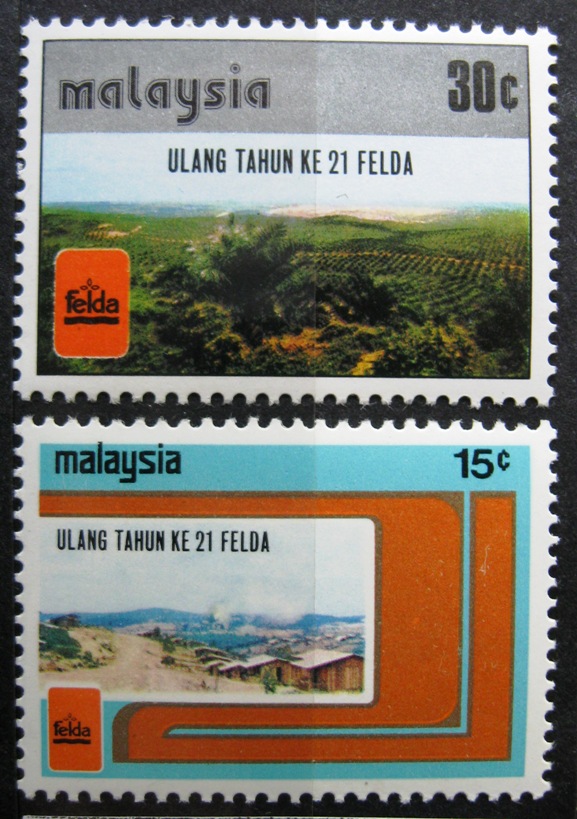 malaysia 30¢
ULANG TAHUN KE 21 FELDA
felda
malaysia 15¢
ULANG TAHUN KE 21 FELDA
felda